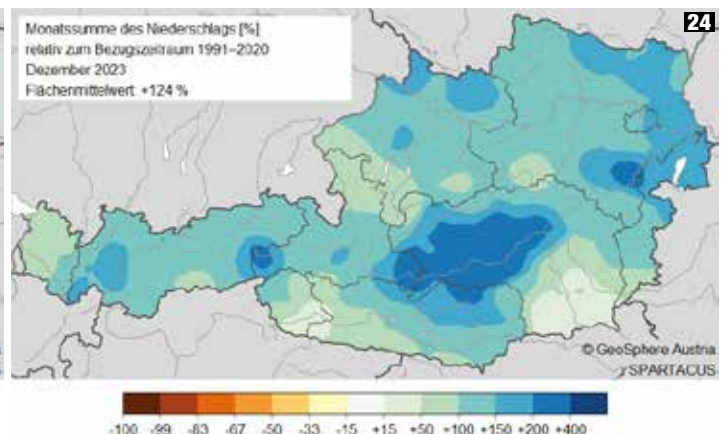 24
Monatssumme des Niederschlags [%]
relativ zum Bezugszeitraum 1991–2020
Dezember 2023
Flächenmittelwert: +124 %
© GeoSphere Austria
SPARTACUS
-100 -99 -83 -67 -50 -33 -15 +15 +50 +100 +150 +200 +400